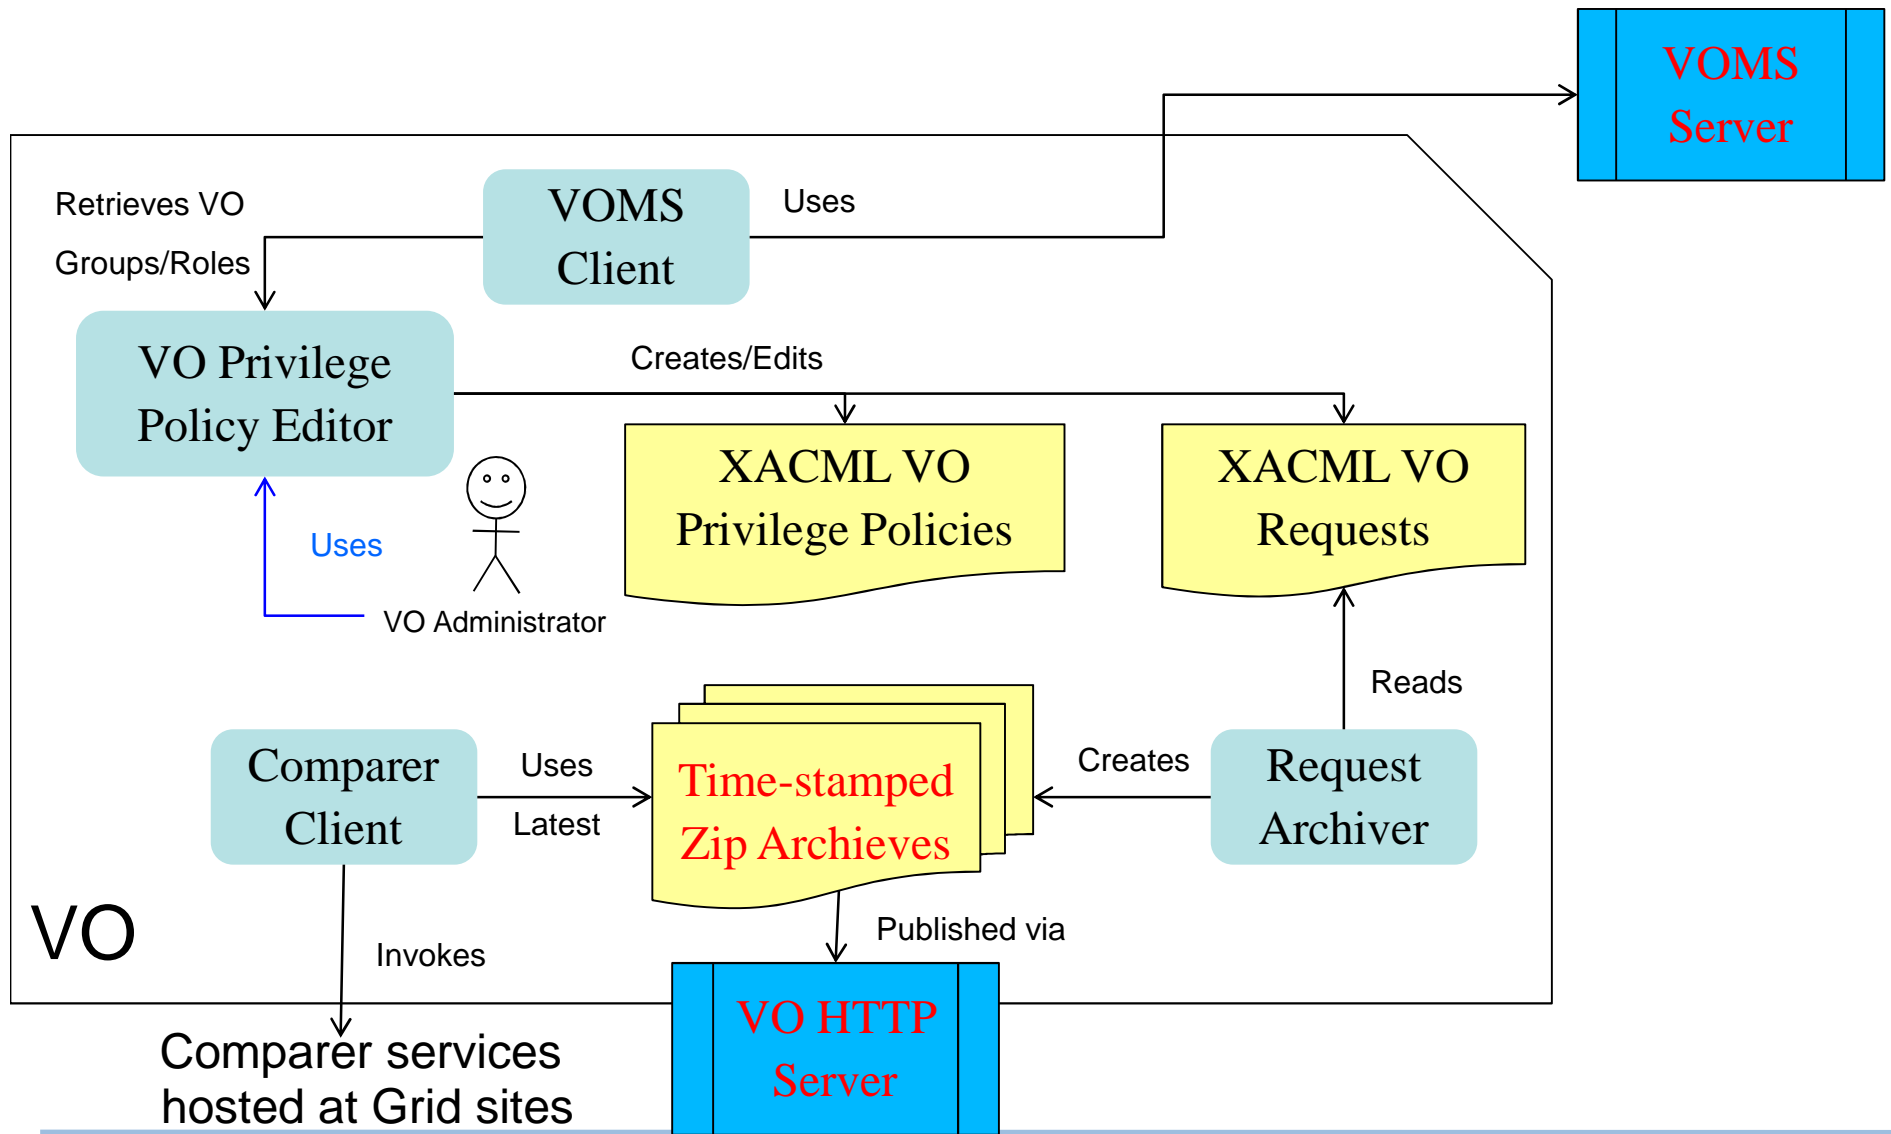 VOMS
Server
Retrieves VO
Groups/Roles
VOMS
Client
Uses
VO Privilege
Policy Editor
Creates/Edits
XACML VO
Privilege Policies
XACML VO
Requests
Uses
VO Administrator
Reads
Comparer
Client
Uses
Latest
Time-stamped
Zip Archieves
Creates
Request
Archiver
VO
Invokes
Published via
VO HTTP
Server
Comparer services
hosted at Grid sites